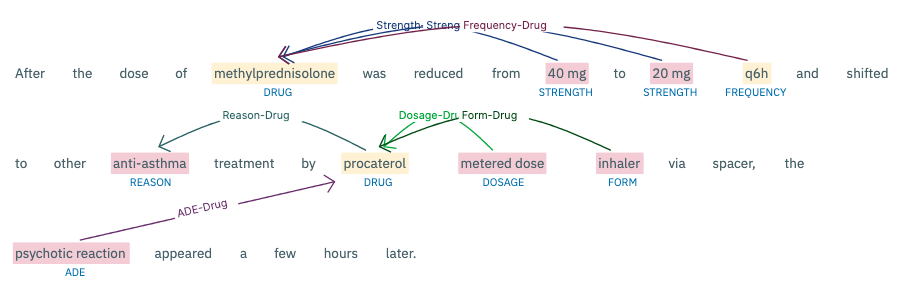 Strength- Streng Frequency-Drug
After the dose of methylprednisolone was reduced from 40 mg to 20 mg q6h and shifted
DRUG STRENGTH STRENGTH FREQUENCY
Reason-Drug Dosage-Dru Form-Drug
to other anti-asthma treatment by procaterol metered dose inhaler via spacer, the
REASON DRUG DOSAGE FORM
ADE-Drug
psychotic reaction appeared a few hours later.
ADE